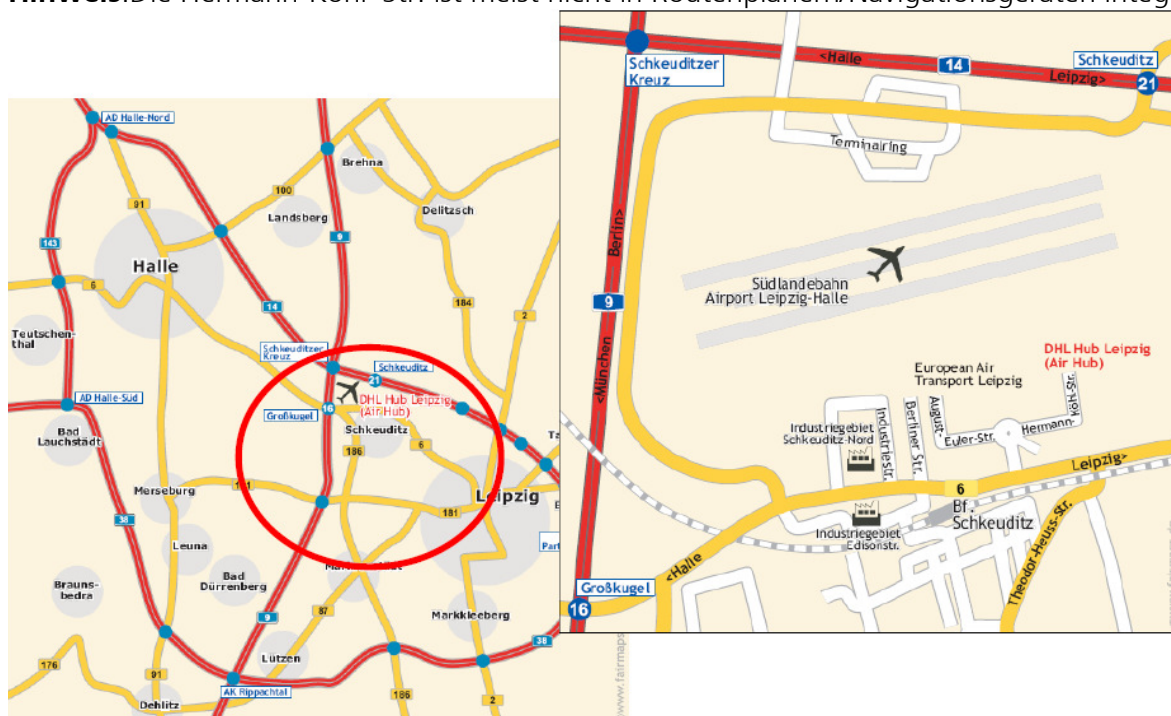 Hinweis: Die Hermann-Köhl-Str. ist meist nicht in Routenplanern/Navigationsgeräten integ
AD Halle-Nord
Brehna
91
100
Landsberg
Delitzsch
9
143
Halle
6
14
184
2
Teutschen-
thal
Schkeuditzer
Kreuz
Schkeuditz
21
DHL Hub Leipzig
(Air Hub)
16
Großkugel
Schkeuditz
AD Halle-Süd
Bad
Lauchstädt
186
6
Merseburg
181
Leipzig
181
38
Leuna
Bad
Dürrenberg
Brauns-
bedra
87
Markkleeberg
9
38
Lützen
176
91
AK Rippachtal
186
2
Dehlitz
www.fairmaps
Schkeuditzer
Kreuz
<Halle
14
Leipzig>
Schkeuditz
21
Terminalring
Berlin>
9
<München
Südlandebahn
Airport Leipzig-Halle
DHL Hub Leipzig
(Air Hub)
European Air
Transport Leipzig
Industriegebiet
Schkeuditz-Nord
Industriestr.
Berliner Str.
August-
Euler-Str.
Hermann-
Köhl-Str.
Leipzig>
6
Bf.
Schkeuditz
Industriegebiet
Edisonstr.
<Halle
Theodor-Heuss-Str.
Großkugel
16